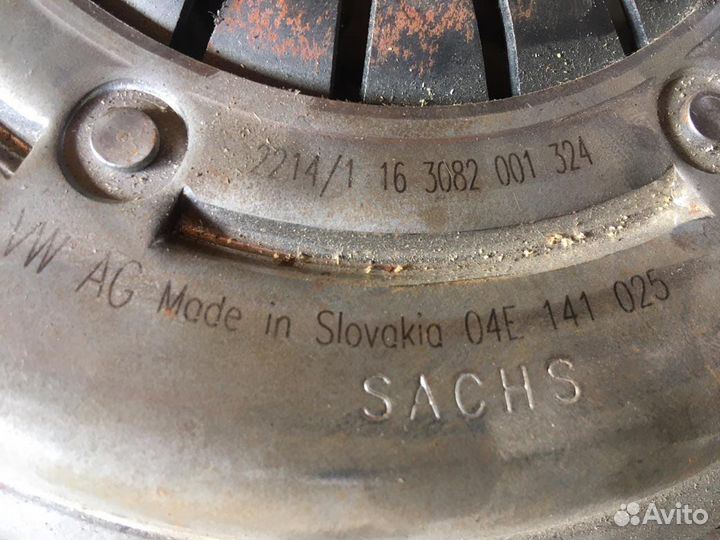 2214/1 16 3082 001 324
VW AG Made in Slovakia 04E 141 025
SACHS
Avito